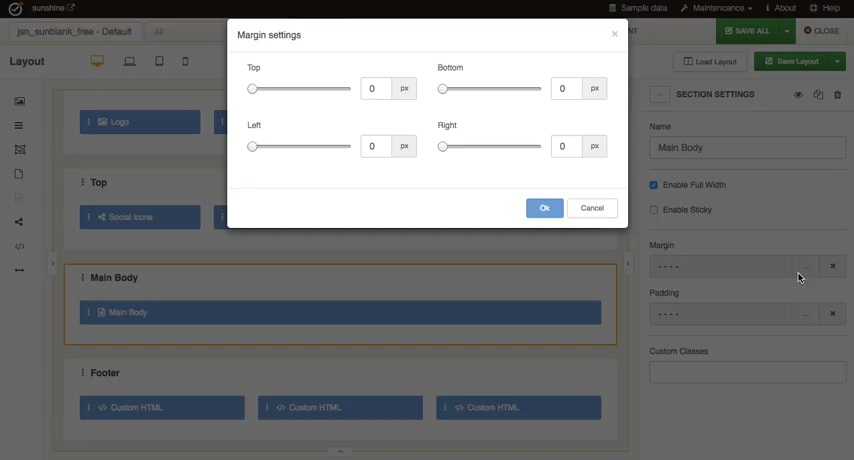 sunshine
Sample data
Maintencance
About
Help
jsn_sunblank_free - Default
All
NT
SAVE ALL
CLOSE
Layout
Load Layout
Save Layout
Margin settings
×
Top
0 px
Bottom
0 px
Left
0 px
Right
0 px
Ok
Cancel
Logo
Top
Social Icons
Main Body
Main Body
Footer
Custom HTML
Custom HTML
Custom HTML
SECTION SETTINGS
Name
Main Body
Enable Full Width
Enable Sticky
Margin
- - - -
...
Padding
- - - -
...
Custom Classes